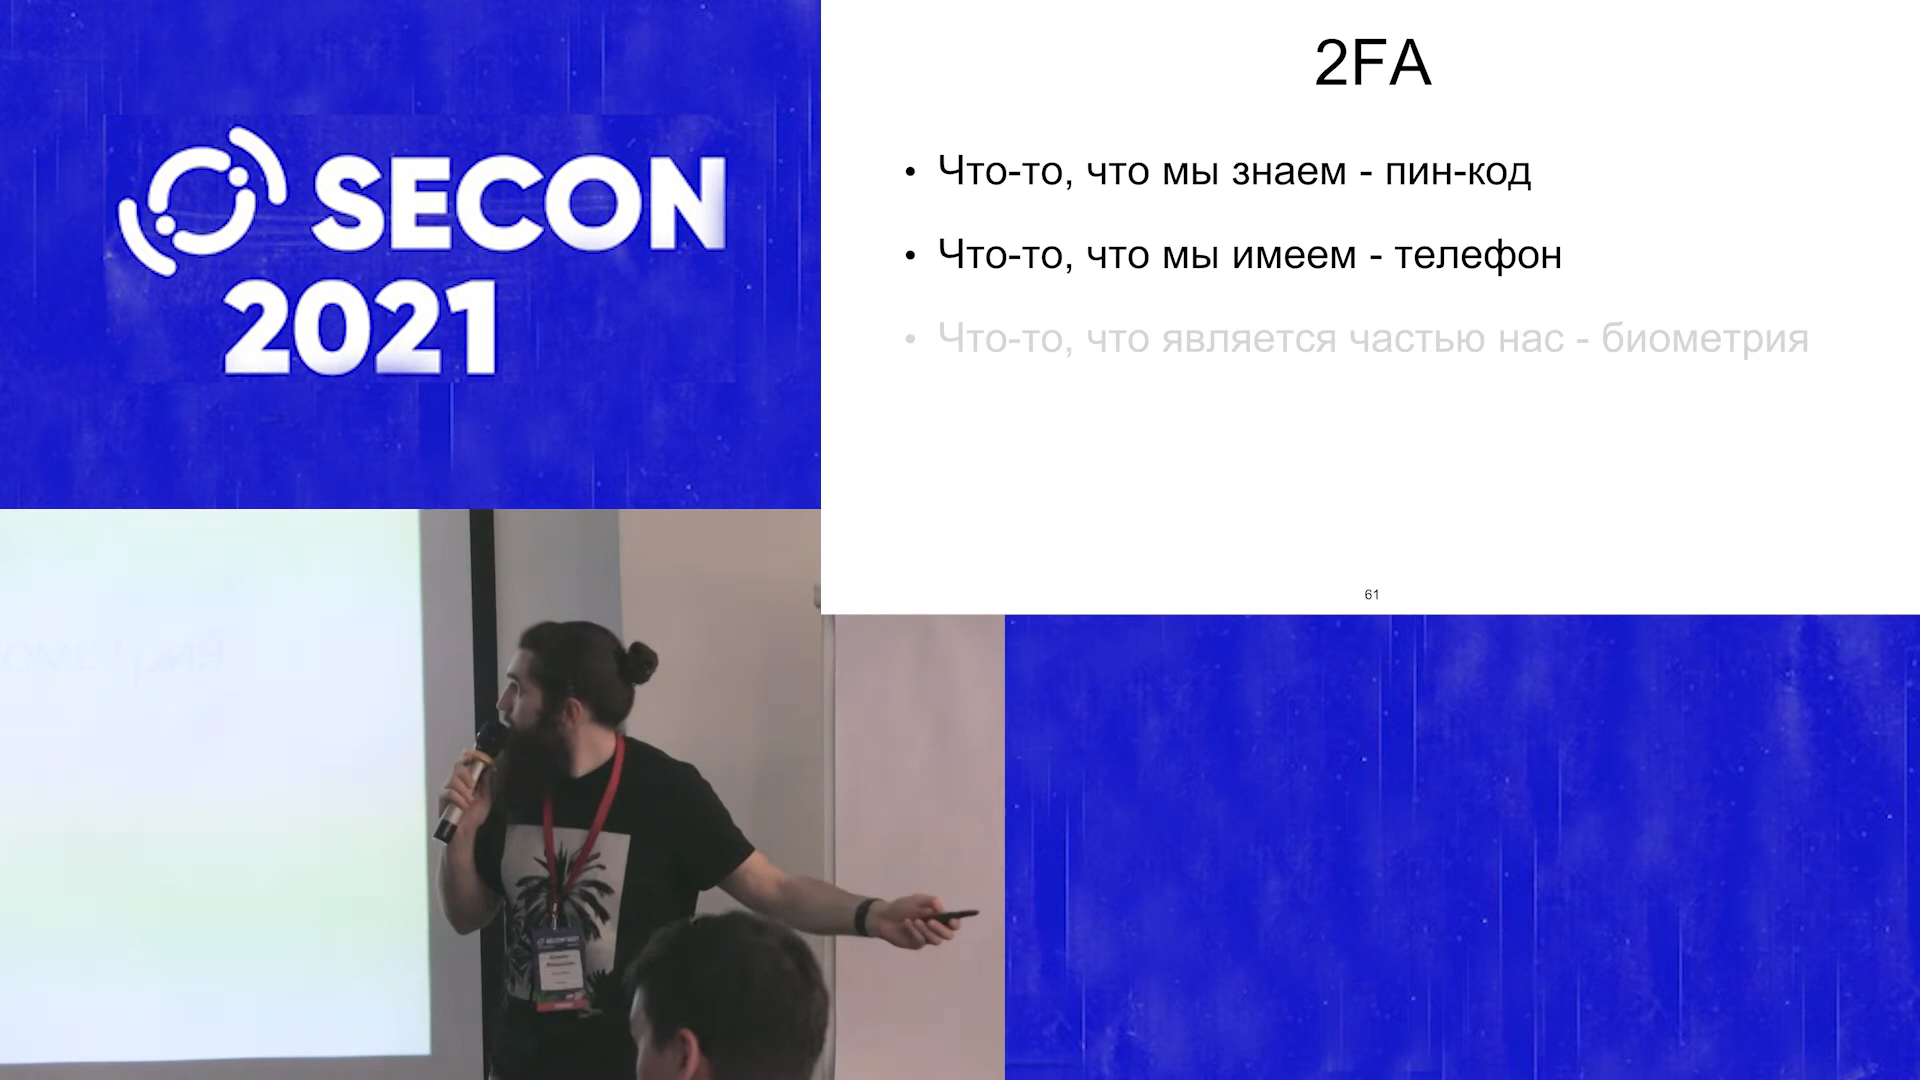 SECON
2021
2FA
• Что-то, что мы знаем - пин-код
• Что-то, что мы имеем - телефон
• Что-то, что является частью нас - биометрия
61